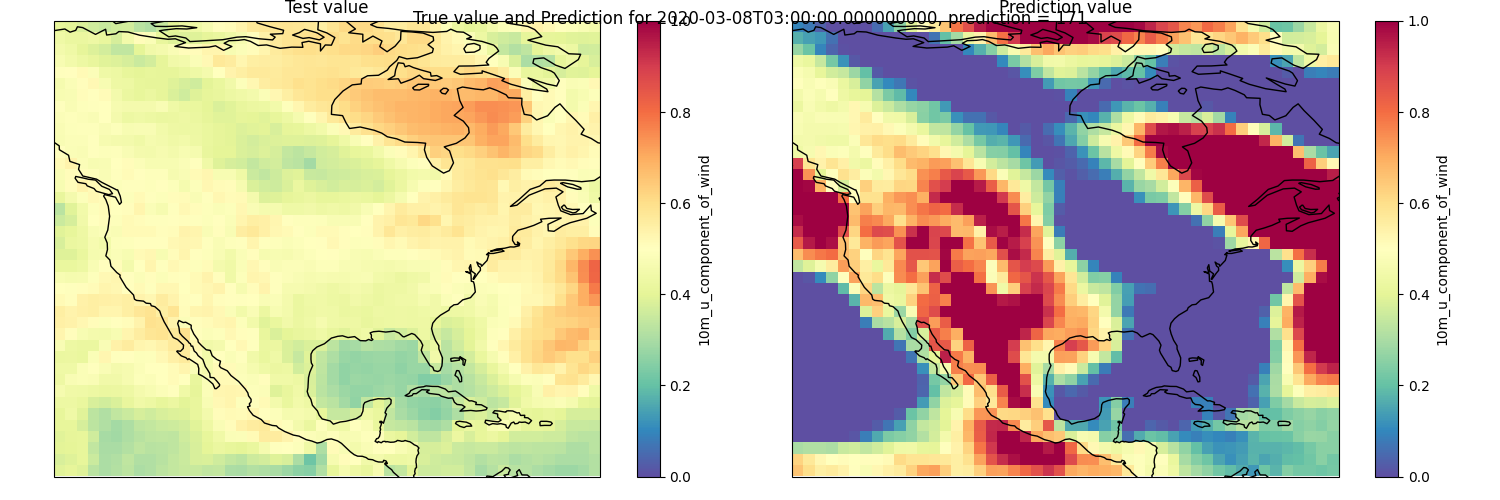 Test value
Prediction value
True value and Prediction for 2020-03-08T03:00:00.000000000, prediction = 171
1.0
0.8
0.6
0.4
0.2
0.0
10m_u_component_of_wind
1.0
0.8
0.6
0.4
0.2
0.0
10m_u_component_of_wind